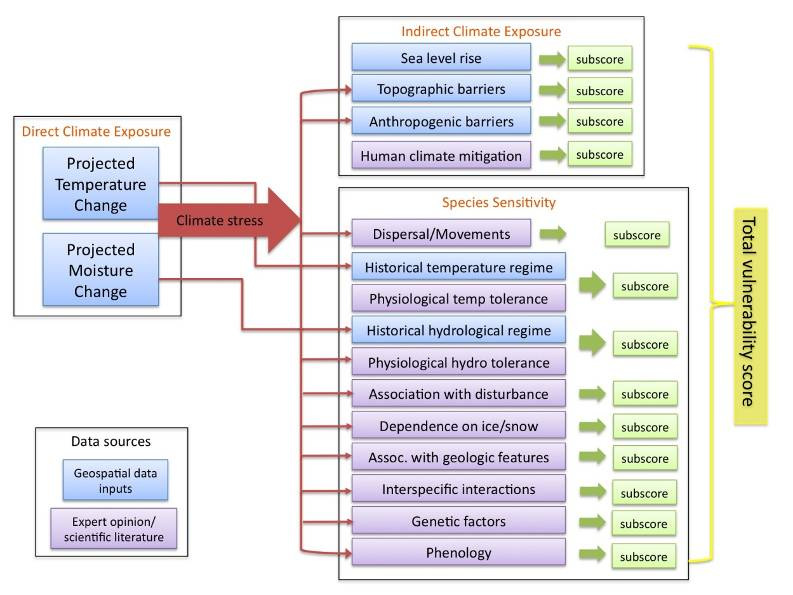 Indirect Climate Exposure
Sea level rise
subscore
Topographic barriers
subscore
Anthropogenic barriers
subscore
Human climate mitigation
subscore
Direct Climate Exposure
Projected
Temperature
Change
Projected
Moisture
Change
Climate stress
Species Sensitivity
Dispersal/Movements
subscore
Historical temperature regime
Physiological temp tolerance
subscore
Historical hydrological regime
Physiological hydro tolerance
subscore
Association with disturbance
subscore
Dependence on ice/snow
subscore
Assoc. with geologic features
subscore
Interspecific interactions
subscore
Genetic factors
subscore
Phenology
subscore
Total vulnerability score
Data sources
Geospatial data
inputs
Expert opinion/
scientific literature